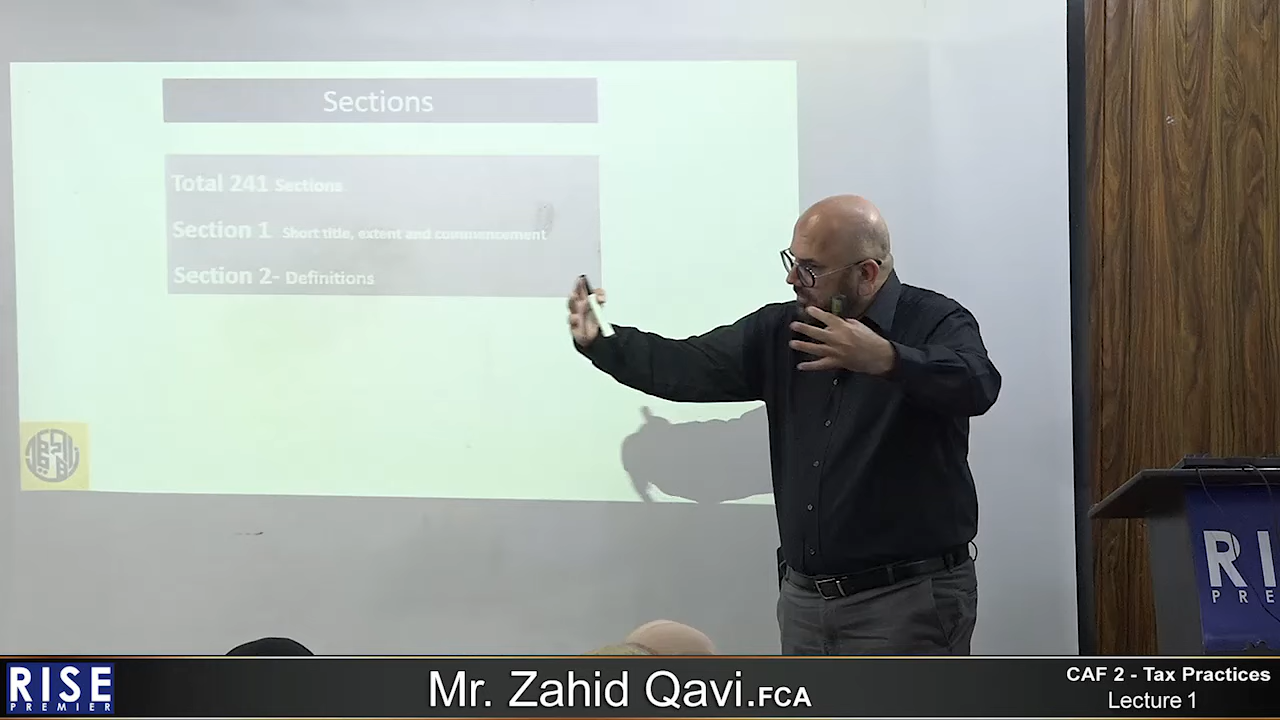 Sections
Total 241 Sections
Section 1 Short title, extent and commencement
Section 2- Definitions
RI
PRE
RISE
PREMIER
Mr. Zahid Qavi.FCA
CAF 2 - Tax Practices
Lecture 1